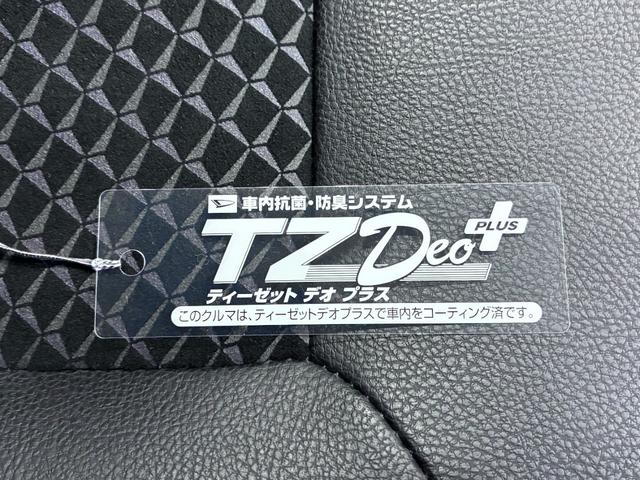 車内抗菌・防臭システム
TZ Deo PLUS
ティーゼット デオ プラス
このクルマは、ティーゼットデオプラスで車内をコーティング済です。